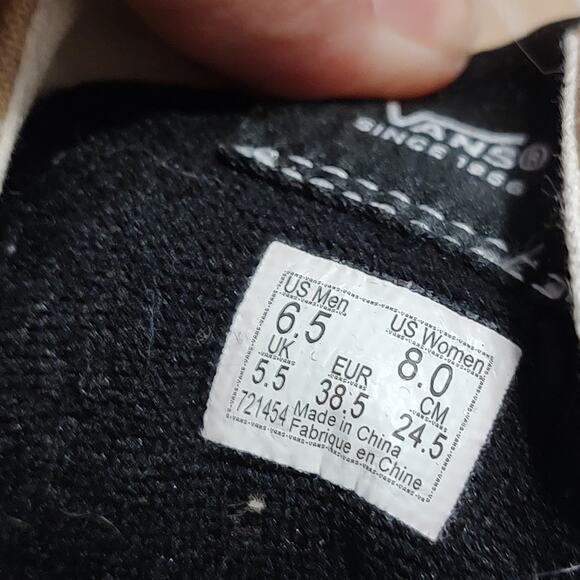 VANS®
SINCE 1966
US Men US Women
6.5 8.0
UK EUR CM
5.5 38.5 24.5
721454 Made in China
Fabrique en Chine